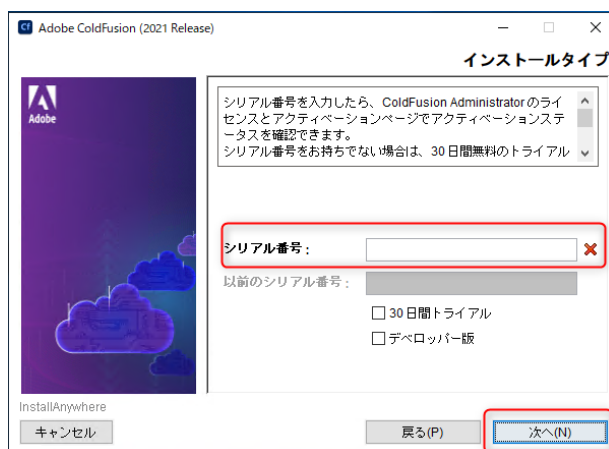 Cf Adobe ColdFusion (2021 Release)
インストールタイプ
Adobe
シリアル番号を入力したら、ColdFusion Administratorのライ
センスとアクティベーションページでアクティベーションステ
ータスを確認できます。
シリアル番号をお持ちでない場合は、30日間無料のトライアル
シリアル番号：
以前のシリアル番号：
30日間トライアル
デベロッパー版
InstallAnywhere
キャンセル
戻る(P)
次へ(N)